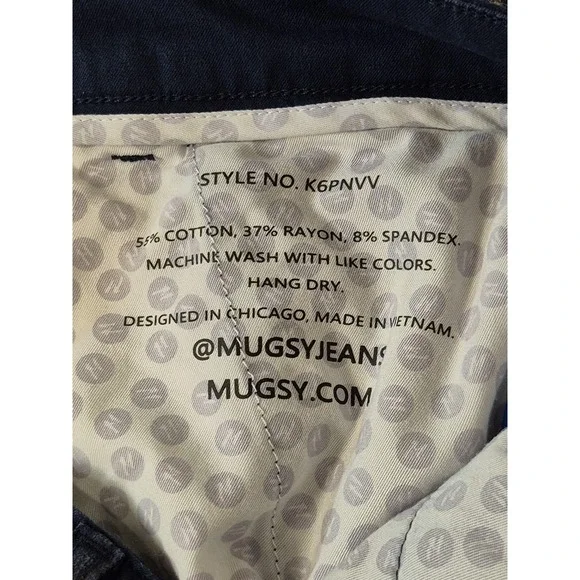 STYLE NO. K6PNVV
55% COTTON, 37% RAYON, 8% SPANDEX.
MACHINE WASH WITH LIKE COLORS.
HANG DRY.
DESIGNED IN CHICAGO, MADE IN VIETNAM.
@MUGSYJEANS
MUGSY.COM